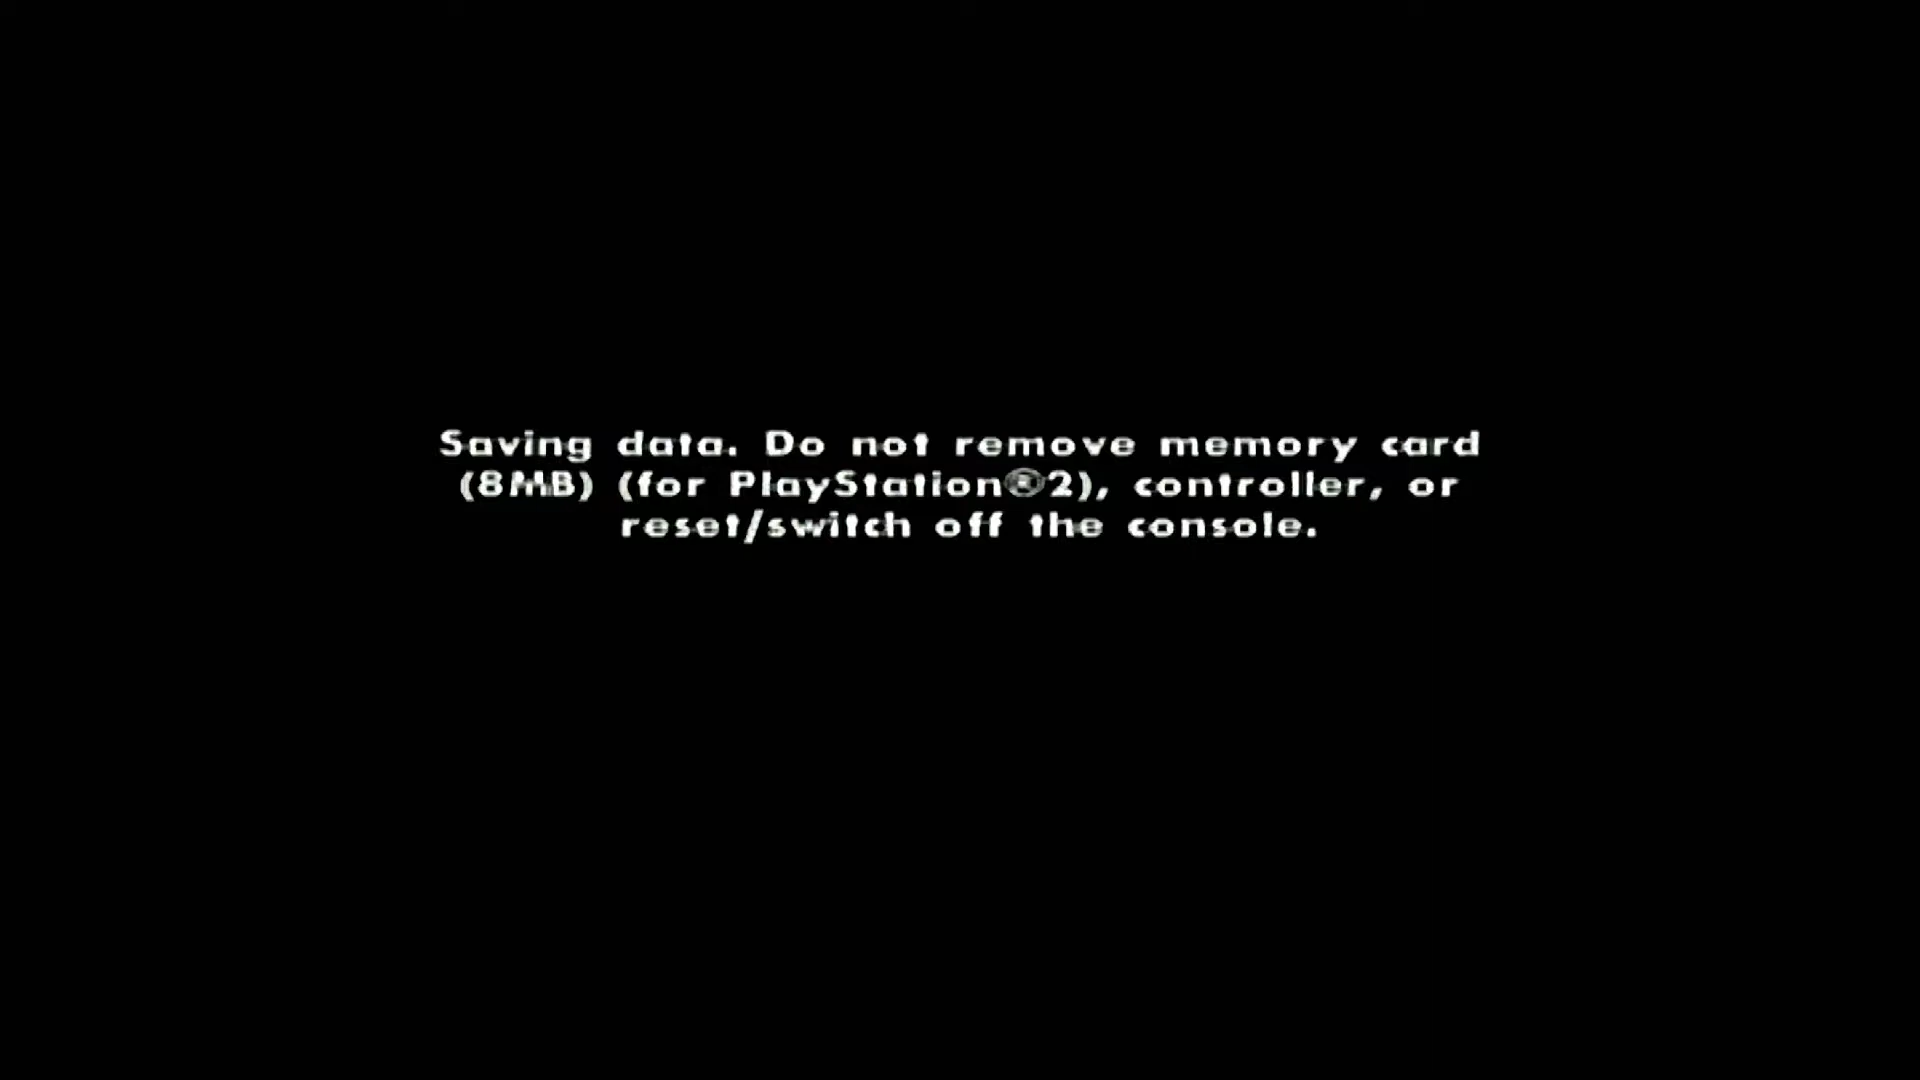 Saving data. Do not remove memory card
(8MB) (for PlayStation®2), controller, or
reset/switch off the console.